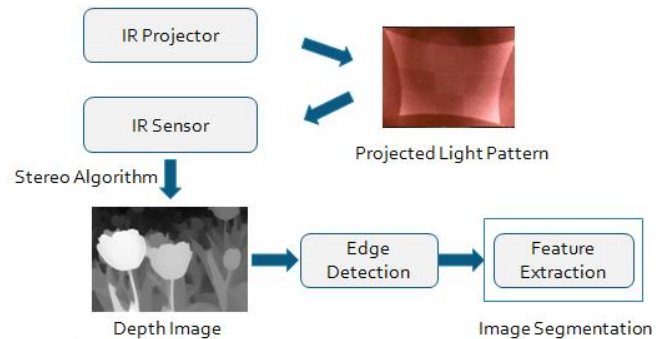 IR Projector
IR Sensor
Projected Light Pattern
Stereo Algorithm
Edge
Detection
Feature
Extraction
Depth Image
Image Segmentation